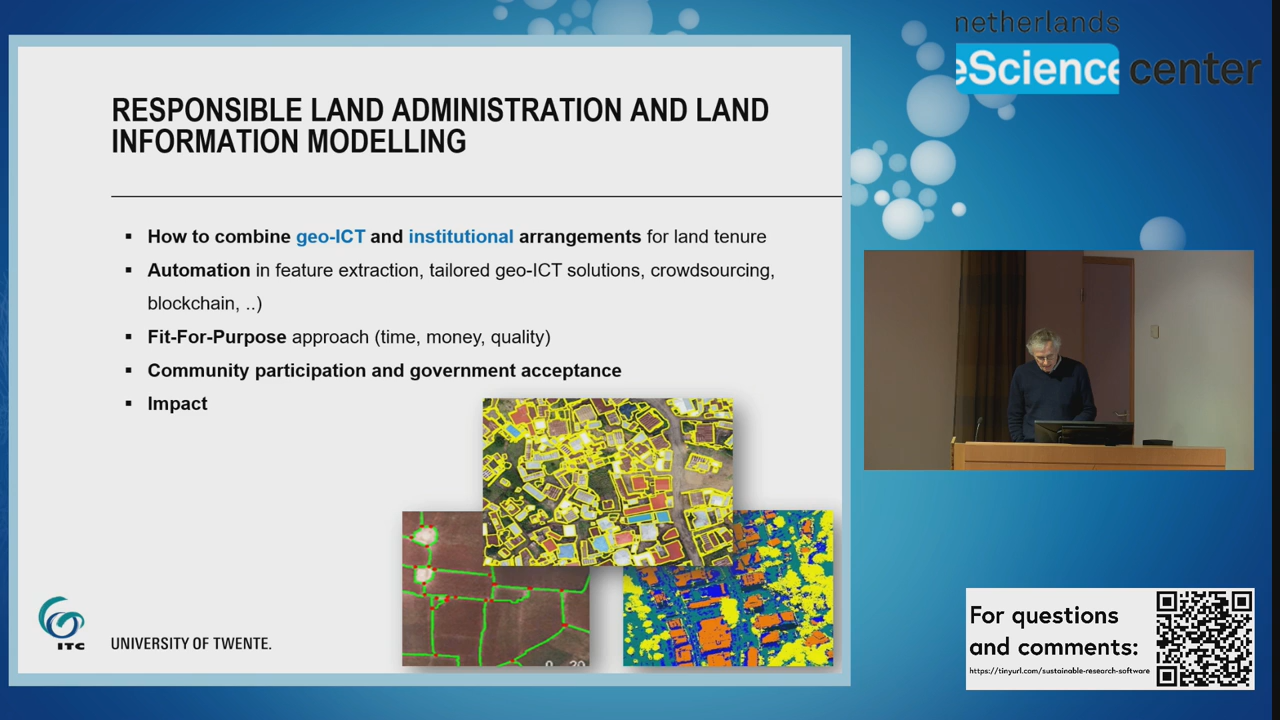 netherlands
eScience center
RESPONSIBLE LAND ADMINISTRATION AND LAND
INFORMATION MODELLING
▪ How to combine geo-ICT and institutional arrangements for land tenure
▪ Automation in feature extraction, tailored geo-ICT solutions, crowdsourcing,
blockchain, ..)
▪ Fit-For-Purpose approach (time, money, quality)
▪ Community participation and government acceptance
▪ Impact
ITC
UNIVERSITY OF TWENTE.
For questions
and comments:
https://tinyurl.com/sustainable-research-software